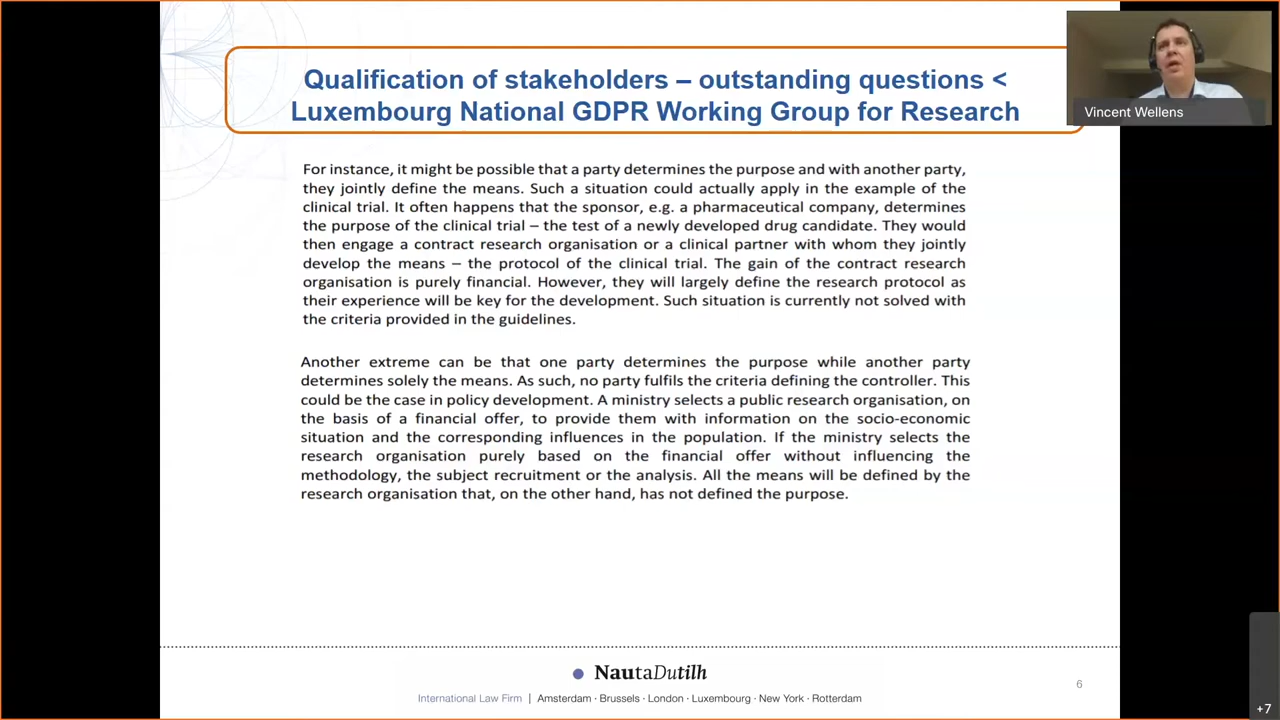 Qualification of stakeholders – outstanding questions <
Luxembourg National GDPR Working Group for Research
Vincent Wellens
For instance, it might be possible that a party determines the purpose and with another party,
they jointly define the means. Such a situation could actually apply in the example of the
clinical trial. It often happens that the sponsor, e.g. a pharmaceutical company, determines
the purpose of the clinical trial – the test of a newly developed drug candidate. They would
then engage a contract research organisation or a clinical partner with whom they jointly
develop the means – the protocol of the clinical trial. The gain of the contract research
organisation is purely financial. However, they will largely define the research protocol as
their experience will be key for the development. Such situation is currently not solved with
the criteria provided in the guidelines.
Another extreme can be that one party determines the purpose while another party
determines solely the means. As such, no party fulfils the criteria defining the controller. This
could be the case in policy development. A ministry selects a public research organisation, on
the basis of a financial offer, to provide them with information on the socio-economic
situation and the corresponding influences in the population. If the ministry selects the
research organisation purely based on the financial offer without influencing the
methodology, the subject recruitment or the analysis. All the means will be defined by the
research organisation that, on the other hand, has not defined the purpose.
NautaDutilh
International Law Firm | Amsterdam · Brussels · London · Luxembourg · New York · Rotterdam
6
+7